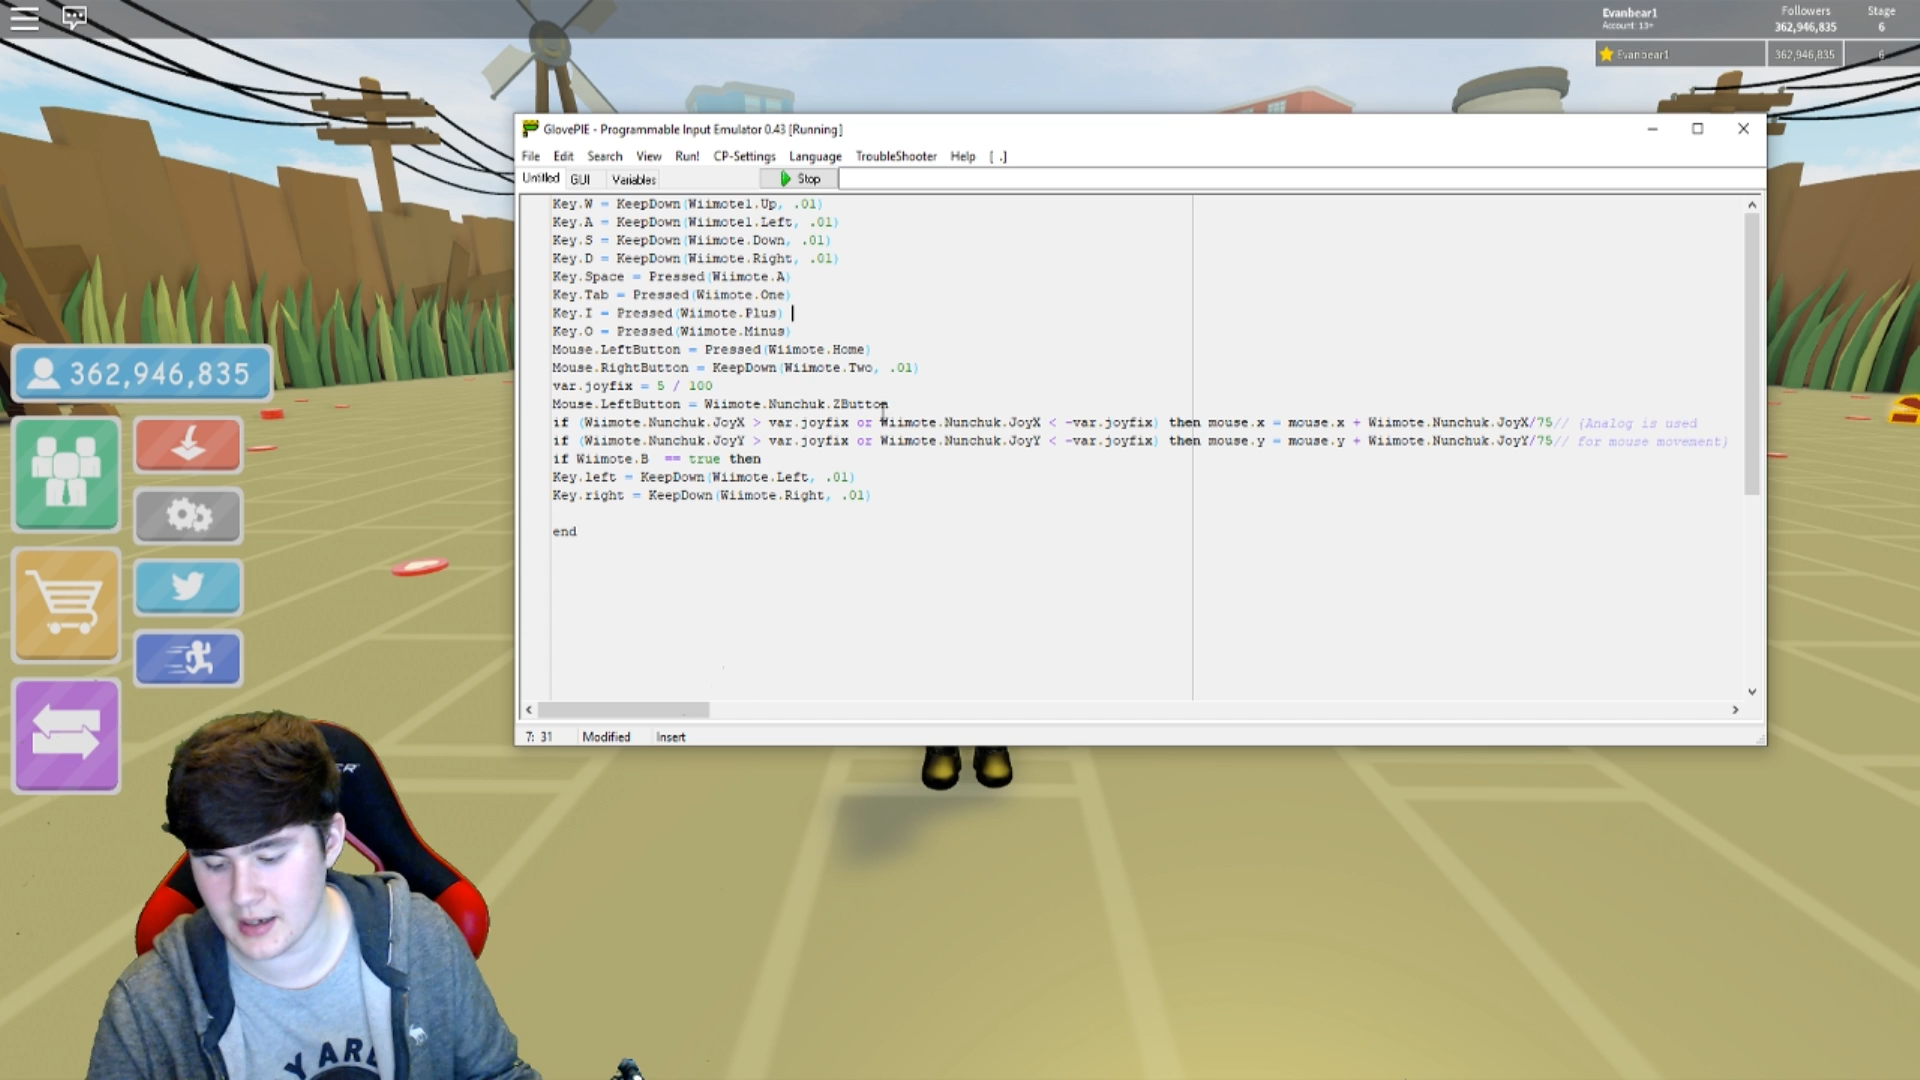 Evanbear1
Account: 13+
Followers
362,946,835
Stage
6
Evanbear1
362,946,835
6
GlovePIE - Programmable Input Emulator 0.43 [Running]
File Edit Search View Run! CP-Settings Language TroubleShooter Help [ .]
Untitled GUI Variables Stop
Key.W = KeepDown(Wiimote1.Up, .01)
Key.A = KeepDown(Wiimote1.Left, .01)
Key.S = KeepDown(Wiimote.Down, .01)
Key.D = KeepDown(Wiimote.Right, .01)
Key.Space = Pressed(Wiimote.A)
Key.Tab = Pressed(Wiimote.One)
Key.I = Pressed(Wiimote.Plus)
Key.O = Pressed(Wiimote.Minus)
Mouse.LeftButton = Pressed(Wiimote.Home)
Mouse.RightButton = KeepDown(Wiimote.Two, .01)
var.joyfix = 5 / 100
Mouse.LeftButton = Wiimote.Nunchuk.ZButton
if (Wiimote.Nunchuk.JoyX > var.joyfix or Wiimote.Nunchuk.JoyX < -var.joyfix) then mouse.x = mouse.x + Wiimote.Nunchuk.JoyX/75// (Analog is used
if (Wiimote.Nunchuk.JoyY > var.joyfix or Wiimote.Nunchuk.JoyY < -var.joyfix) then mouse.y = mouse.y + Wiimote.Nunchuk.JoyY/75// for mouse movement)
if Wiimote.B == true then
Key.left = KeepDown(Wiimote.Left, .01)
Key.right = KeepDown(Wiimote.Right, .01)
end
7: 31 Modified Insert
362,946,835
Y ARE